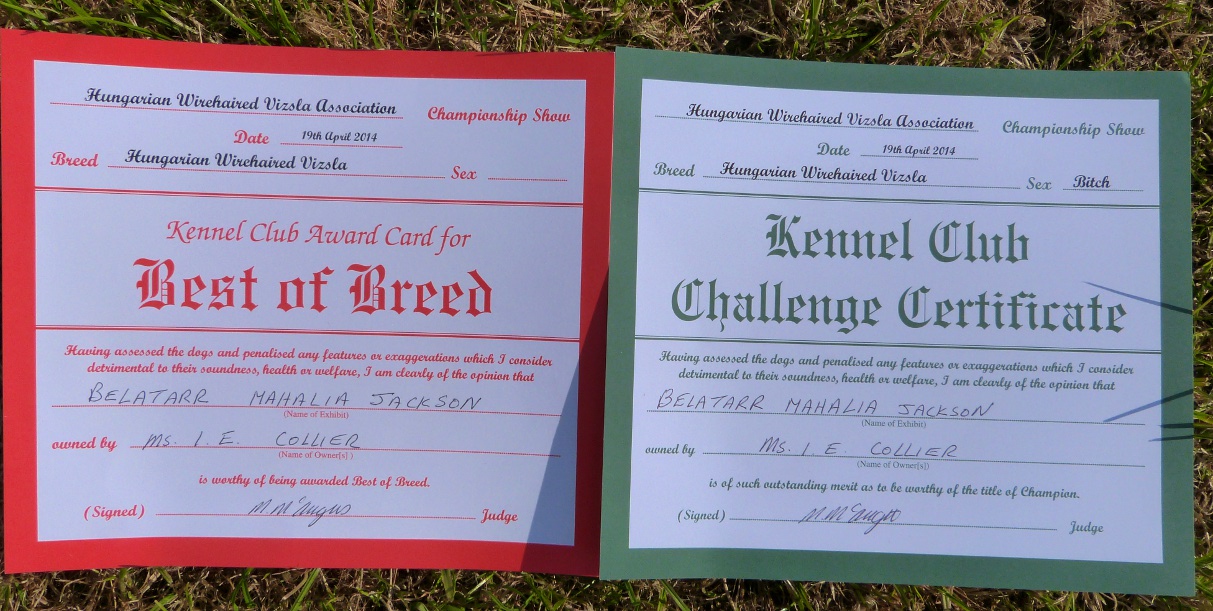 Hungarian Wirehaired Vizsla Association Championship Show
Date 19th April 2014
Breed Hungarian Wirehaired Vizsla Sex
Kennel Club Award Card for
Best of Breed
Having assessed the dogs and penalised any features or exaggerations which I consider
detrimental to their soundness, health or welfare, I am clearly of the opinion that
BELATARR MAHALIA JACKSON
(Name of Exhibit)
owned by MS. I. E. COLLIER
(Name of Owner[s] )
is worthy of being awarded Best of Breed.
(Signed) Judge
Hungarian Wirehaired Vizsla Association Championship Show
Date 19th April 2014
Breed Hungarian Wirehaired Vizsla Sex Bitch
Kennel Club
Challenge Certificate
Having assessed the dogs and penalised any features or exaggerations which I consider
detrimental to their soundness, health or welfare, I am clearly of the opinion that
BELATARR MAHALIA JACKSON
(Name of Exhibit)
owned by MS. I. E. COLLIER
(Name of Owner[s])
is of such outstanding merit as to be worthy of the title of Champion.
(Signed) Judge